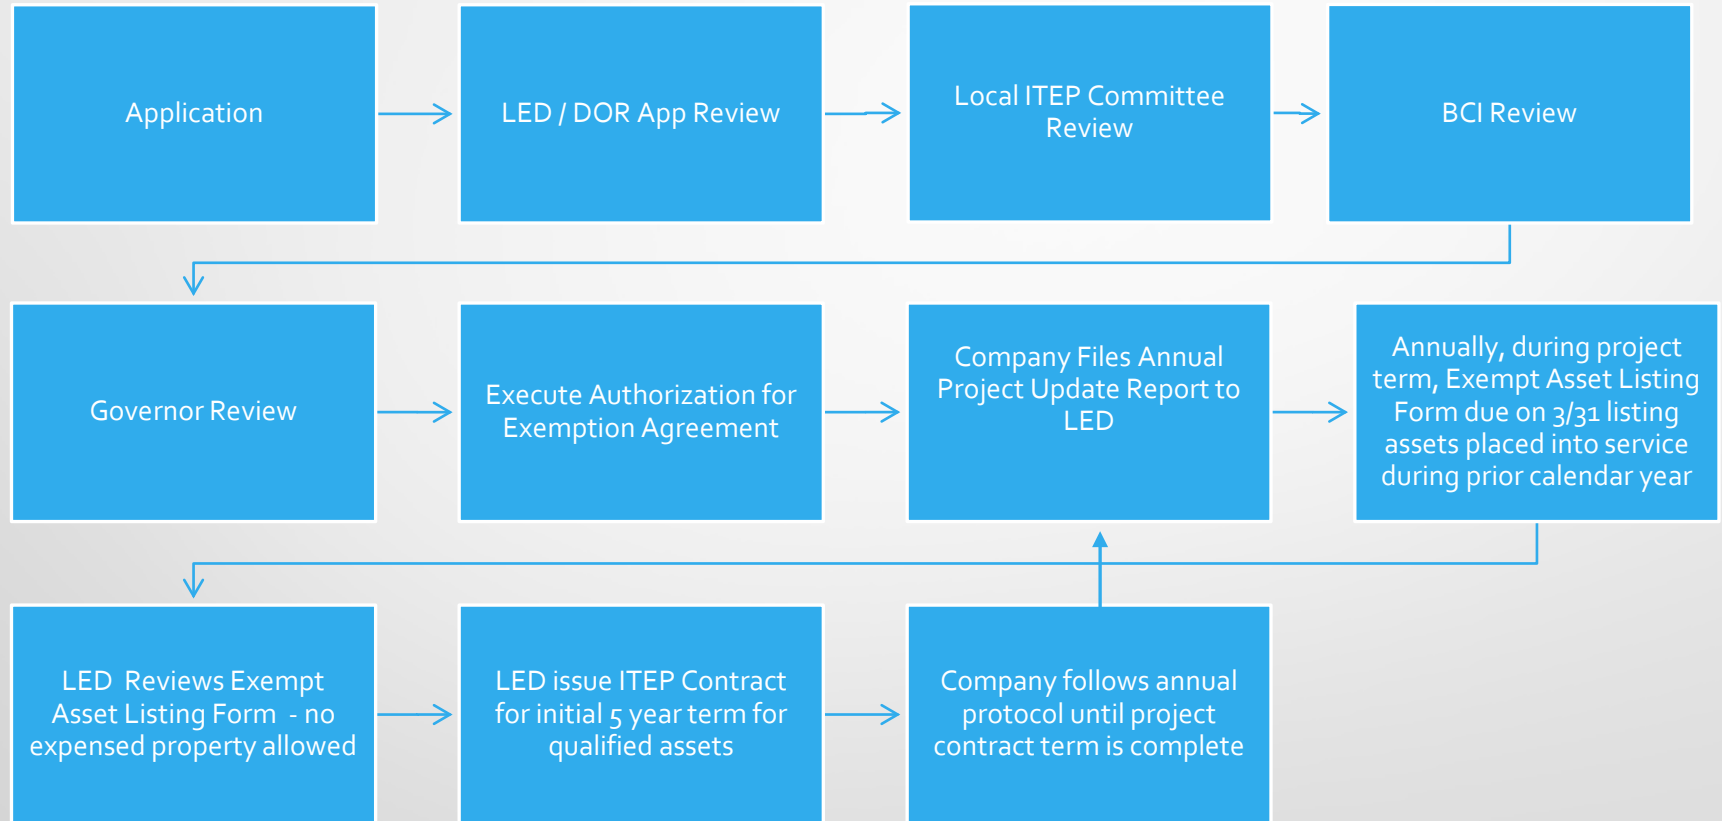 Application
LED / DOR App Review
Local ITEP Committee
Review
BCI Review
Governor Review
Execute Authorization for
Exemption Agreement
Company Files Annual
Project Update Report to
LED
Annually, during project
term, Exempt Asset Listing
Form due on 3/31 listing
assets placed into service
during prior calendar year
LED  Reviews Exempt
Asset Listing Form  - no
expensed property allowed
LED issue ITEP Contract
for initial 5 year term for
qualified assets
Company follows annual
protocol until project
contract term is complete